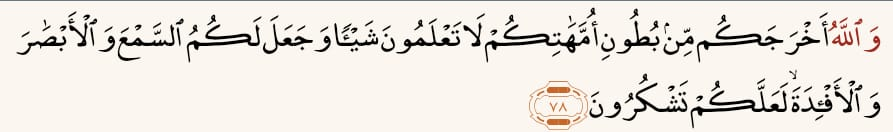 وَٱللَّهُ أَخْرَجَكُم مِّنۢ بُطُونِ أُمَّهَٰتِكُمْ لَا تَعْلَمُونَ شَيْـًٔا وَجَعَلَ لَكُمُ ٱلسَّمْعَ وَٱلْأَبْصَٰرَ
وَٱلْأَفْـِٔدَةَ ۙ لَعَلَّكُمْ تَشْكُرُونَ ٧٨